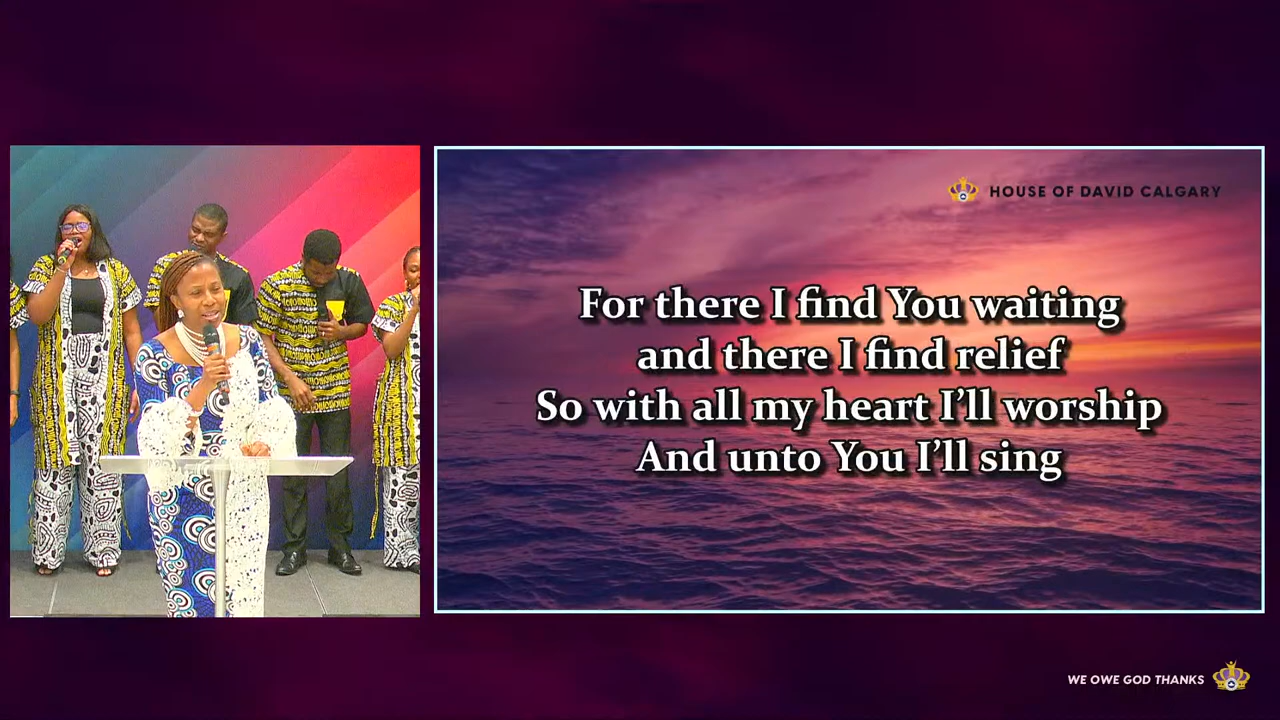 HOUSE OF DAVID CALGARY
For there I find You waiting
and there I find relief
So with all my heart I’ll worship
And unto You I’ll sing
WE OWE GOD THANKS